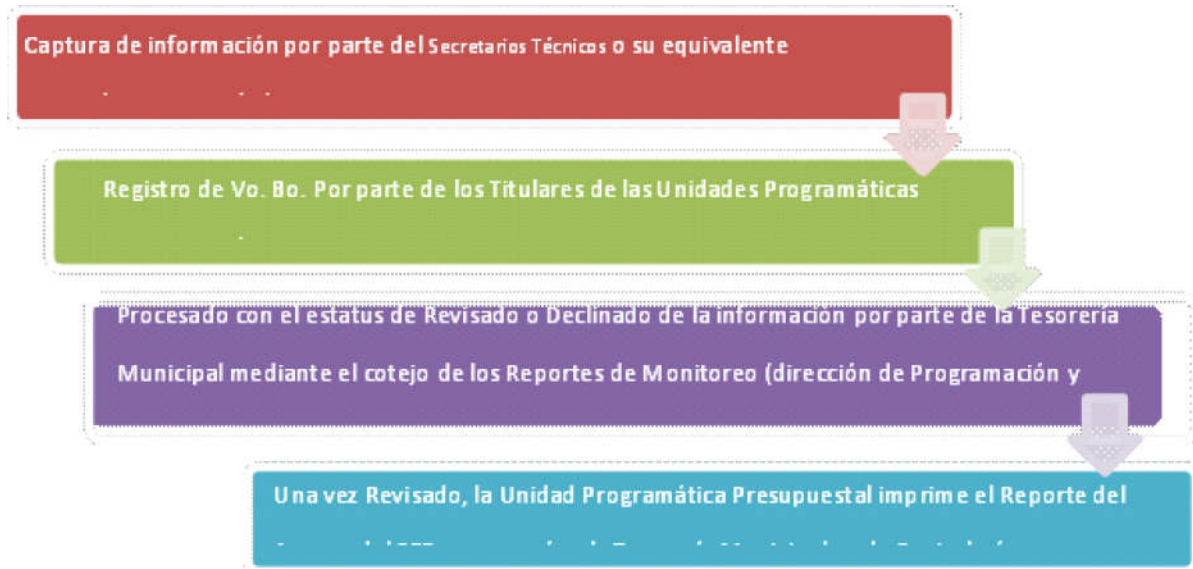 Captura de información por parte del Secretarios Técnicos o su equivalente
Registro de Vo. Bo. Por parte de los Titulares de las Unidades Programáticas
Procesado con el estatus de Revisado o Declinado de la información por parte de la Tesorería
Municipal mediante el cotejo de los Reportes de Monitoreo (dirección de Programación y
Una vez Revisado, la Unidad Programática Presupuestal imprime el Reporte del